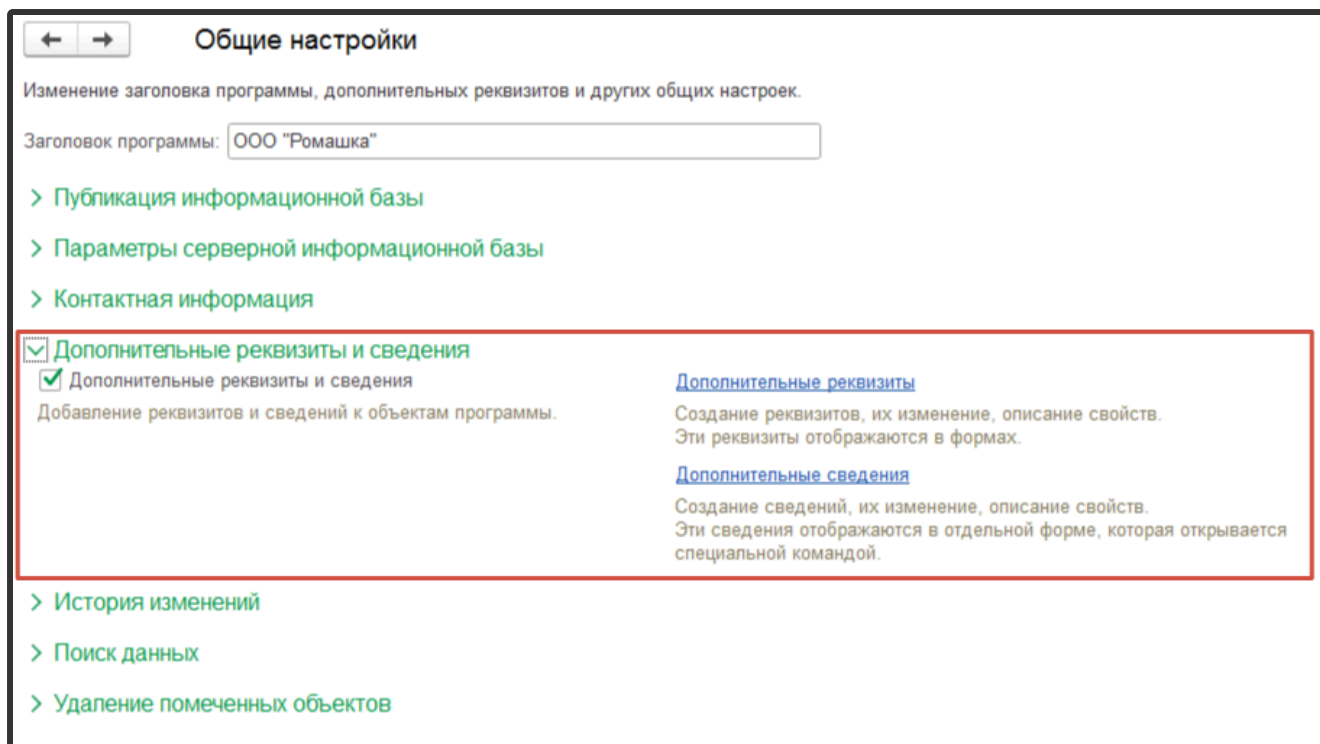 Общие настройки
Изменение заголовка программы, дополнительных реквизитов и других общих настроек.
Заголовок программы: ООО "Ромашка"
Публикация информационной базы
Параметры серверной информационной базы
Контактная информация
Дополнительные реквизиты и сведения
Дополнительные реквизиты и сведения
Добавление реквизитов и сведений к объектам программы.
Дополнительные реквизиты
Создание реквизитов, их изменение, описание свойств.
Эти реквизиты отображаются в формах.
Дополнительные сведения
Создание сведений, их изменение, описание свойств.
Эти сведения отображаются в отдельной форме, которая открывается
специальной командой.
История изменений
Поиск данных
Удаление помеченных объектов